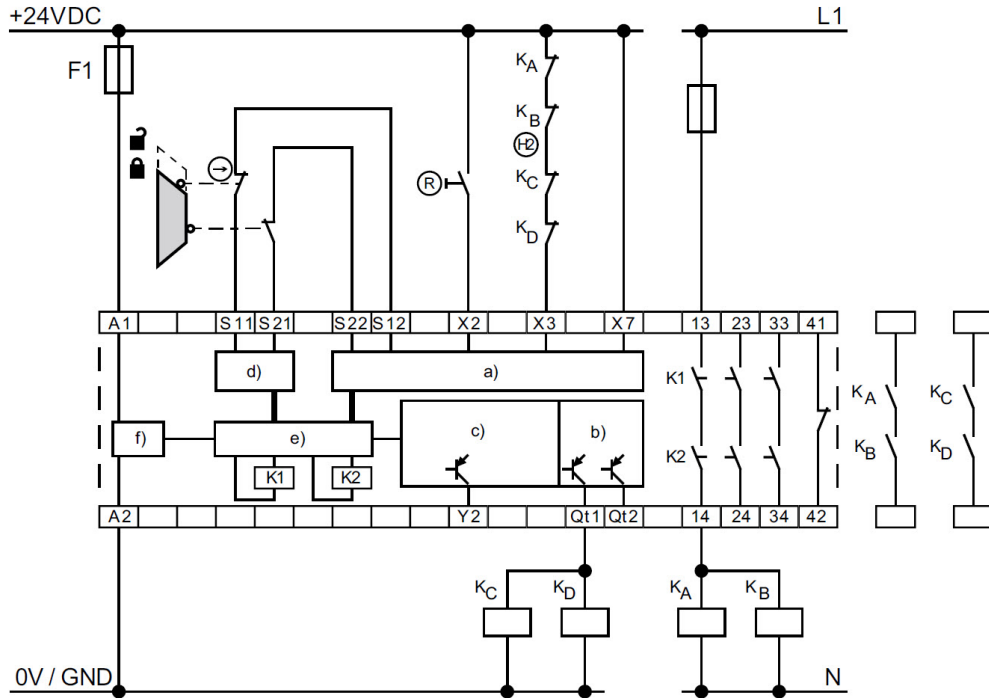 +24VDC L1
F1
KA
KB
H2
R
KC
KD
A1 S11 S21 S22 S12 X2 X3 X7 13 23 33 41
d) a)
K1
KA KC
f) e) c) b)
KB KD
K1 K2 K2
A2 Y2 Qt1 Qt2 14 24 34 42
KC KD KA KB
0V / GND N